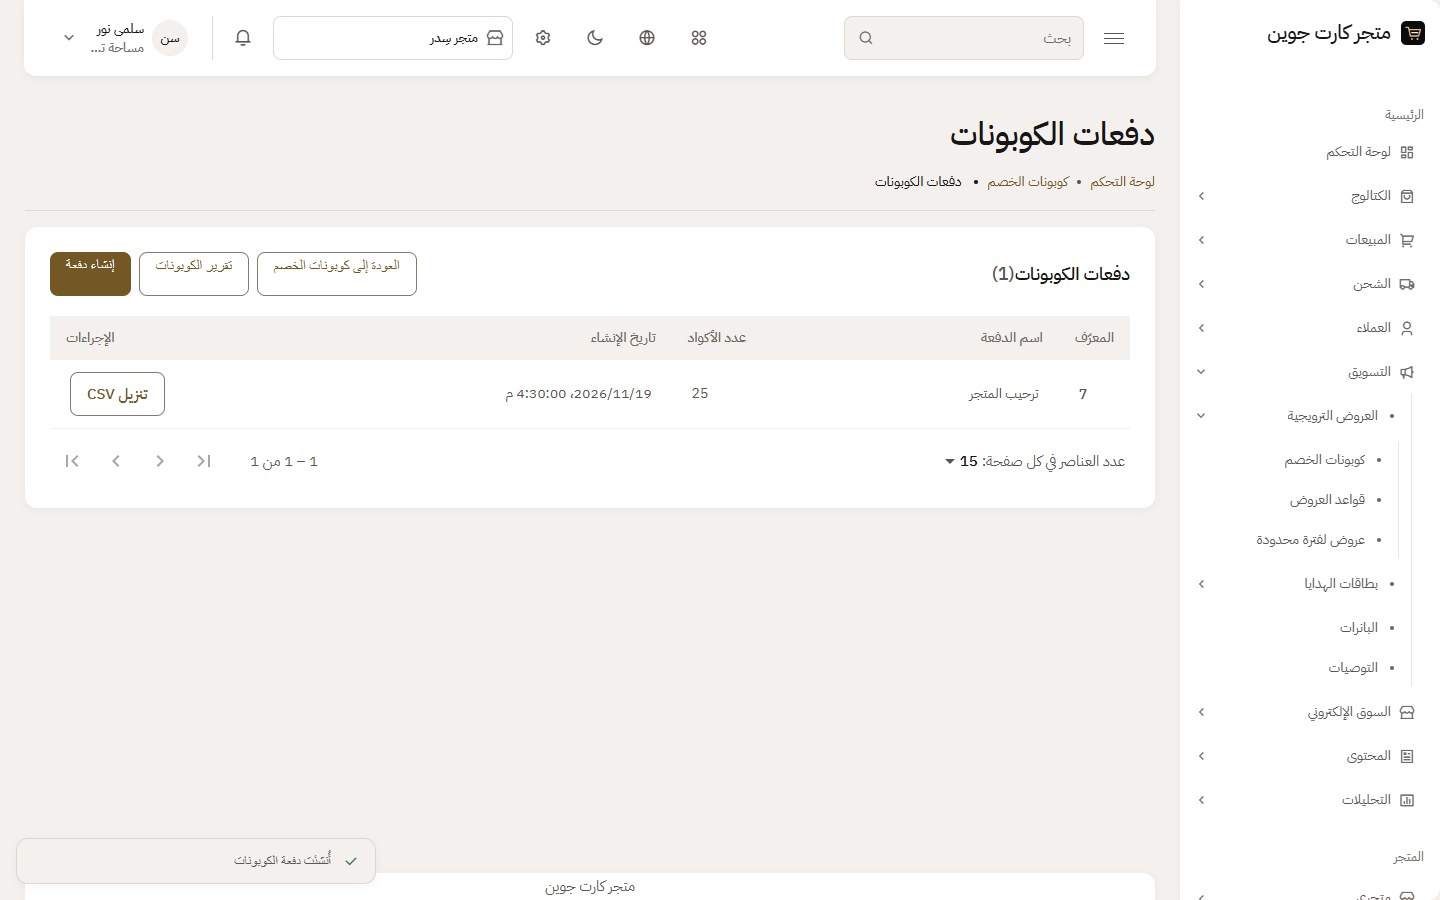 متجر كارت جوين
الرئيسية
لوحة التحكم
الكتالوج
المبيعات
الشحن
العملاء
التسويق
العروض الترويجية
كوبونات الخصم
قواعد العروض
عروض لفترة محدودة
بطاقات الهدايا
البانرات
التوصيات
السوق الإلكتروني
المحتوى
التحليلات
المتجر
متجري
بحث
متجر سِدر
سن
سلمى نور
مساحة تـ...
دفعات الكوبونات
لوحة التحكم • كوبونات الخصم • دفعات الكوبونات
دفعات الكوبونات(1)
العودة إلى كوبونات الخصم
تقرير الكوبونات
إنشاء دفعة
المعرّف اسم الدفعة عدد الأكواد تاريخ الإنشاء الإجراءات
7 ترحيب المتجر 25 2026/11/19، 4:30:00 م تنزيل CSV
عدد العناصر في كل صفحة: 15
1 – 1 من 1
أُنشئت دفعة الكوبونات
متجر كارت جوين